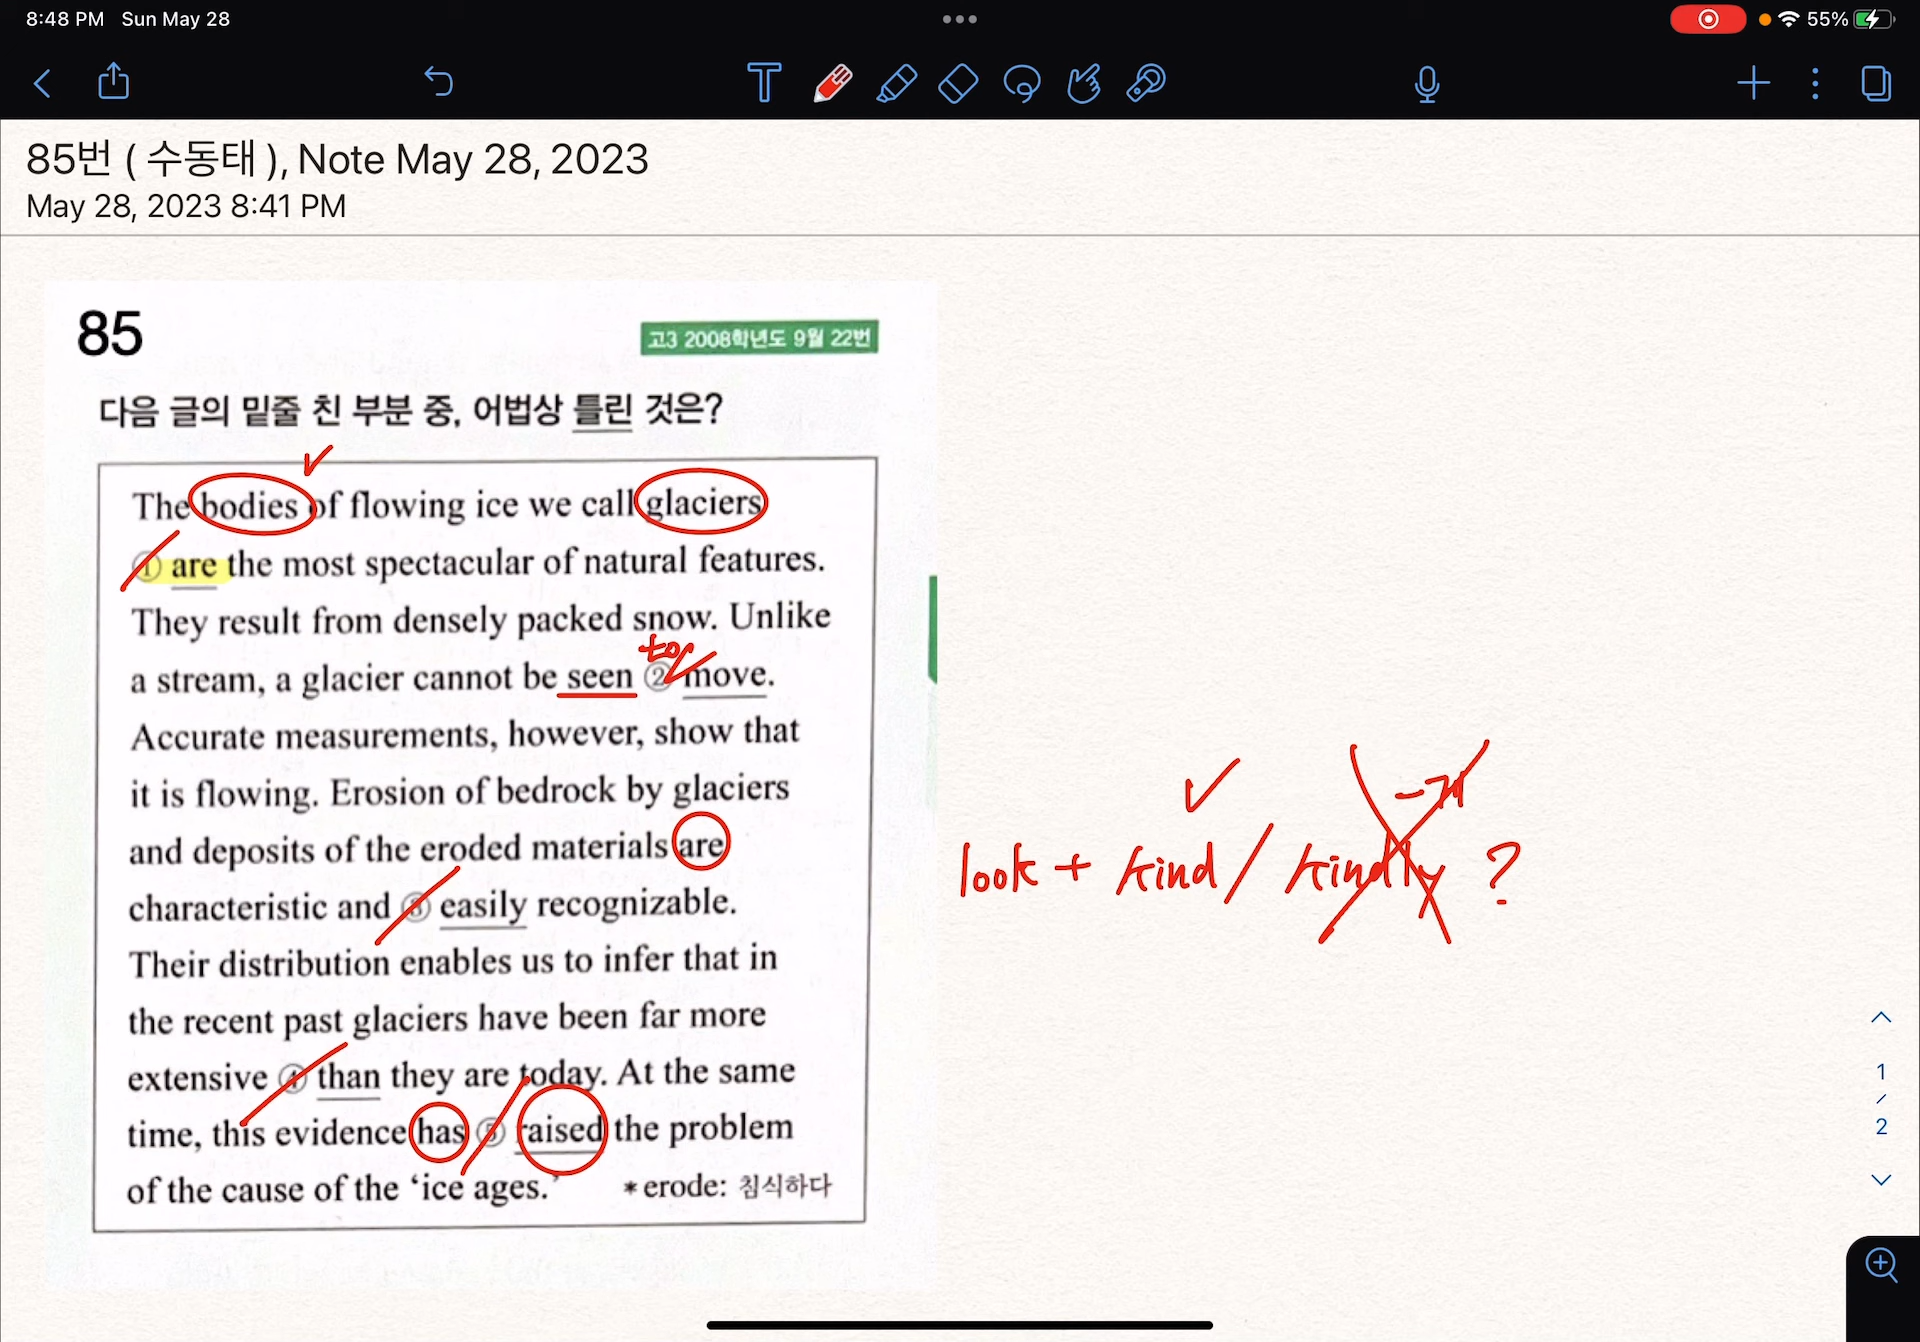 8:48 PM Sun May 28
55%
85번 ( 수동태 ), Note May 28, 2023
May 28, 2023 8:41 PM
85
고3 2008학년도 9월 22번
다음 글의 밑줄 친 부분 중, 어법상 틀린 것은?
The bodies of flowing ice we call glaciers
① are the most spectacular of natural features.
They result from densely packed snow. Unlike
to
a stream, a glacier cannot be seen ② move.
Accurate measurements, however, show that
it is flowing. Erosion of bedrock by glaciers
and deposits of the eroded materials are
characteristic and ③ easily recognizable.
Their distribution enables us to infer that in
the recent past glaciers have been far more
extensive ④ than they are today. At the same
time, this evidence has ⑤ raised the problem
of the cause of the ‘ice ages.’ *erode: 침식하다
-게
look + kind / kindly ?
1
/
2